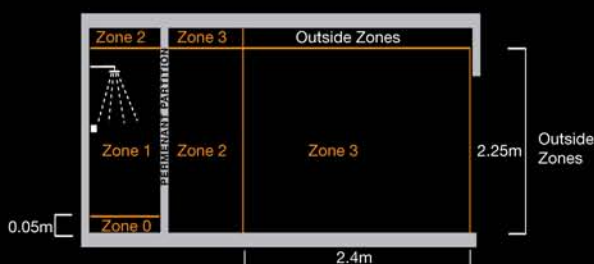 Zone 2
Zone 3
Outside Zones
PERMENANT PARTITION
Zone 1
Zone 2
Zone 3
2.25m
Outside
Zones
0.05m
Zone 0
2.4m